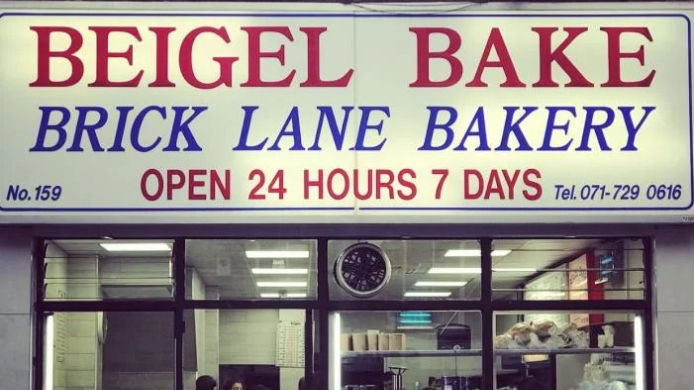 BEIGEL BAKE
BRICK LANE BAKERY
No.159 OPEN 24 HOURS 7 DAYS Tel. 071-729 0616